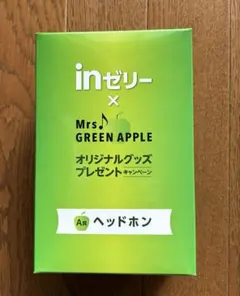 inゼリー
×
Mrs.
GREEN APPLE
オリジナルグッズ
プレゼントキャンペーン
A賞 ヘッドホン